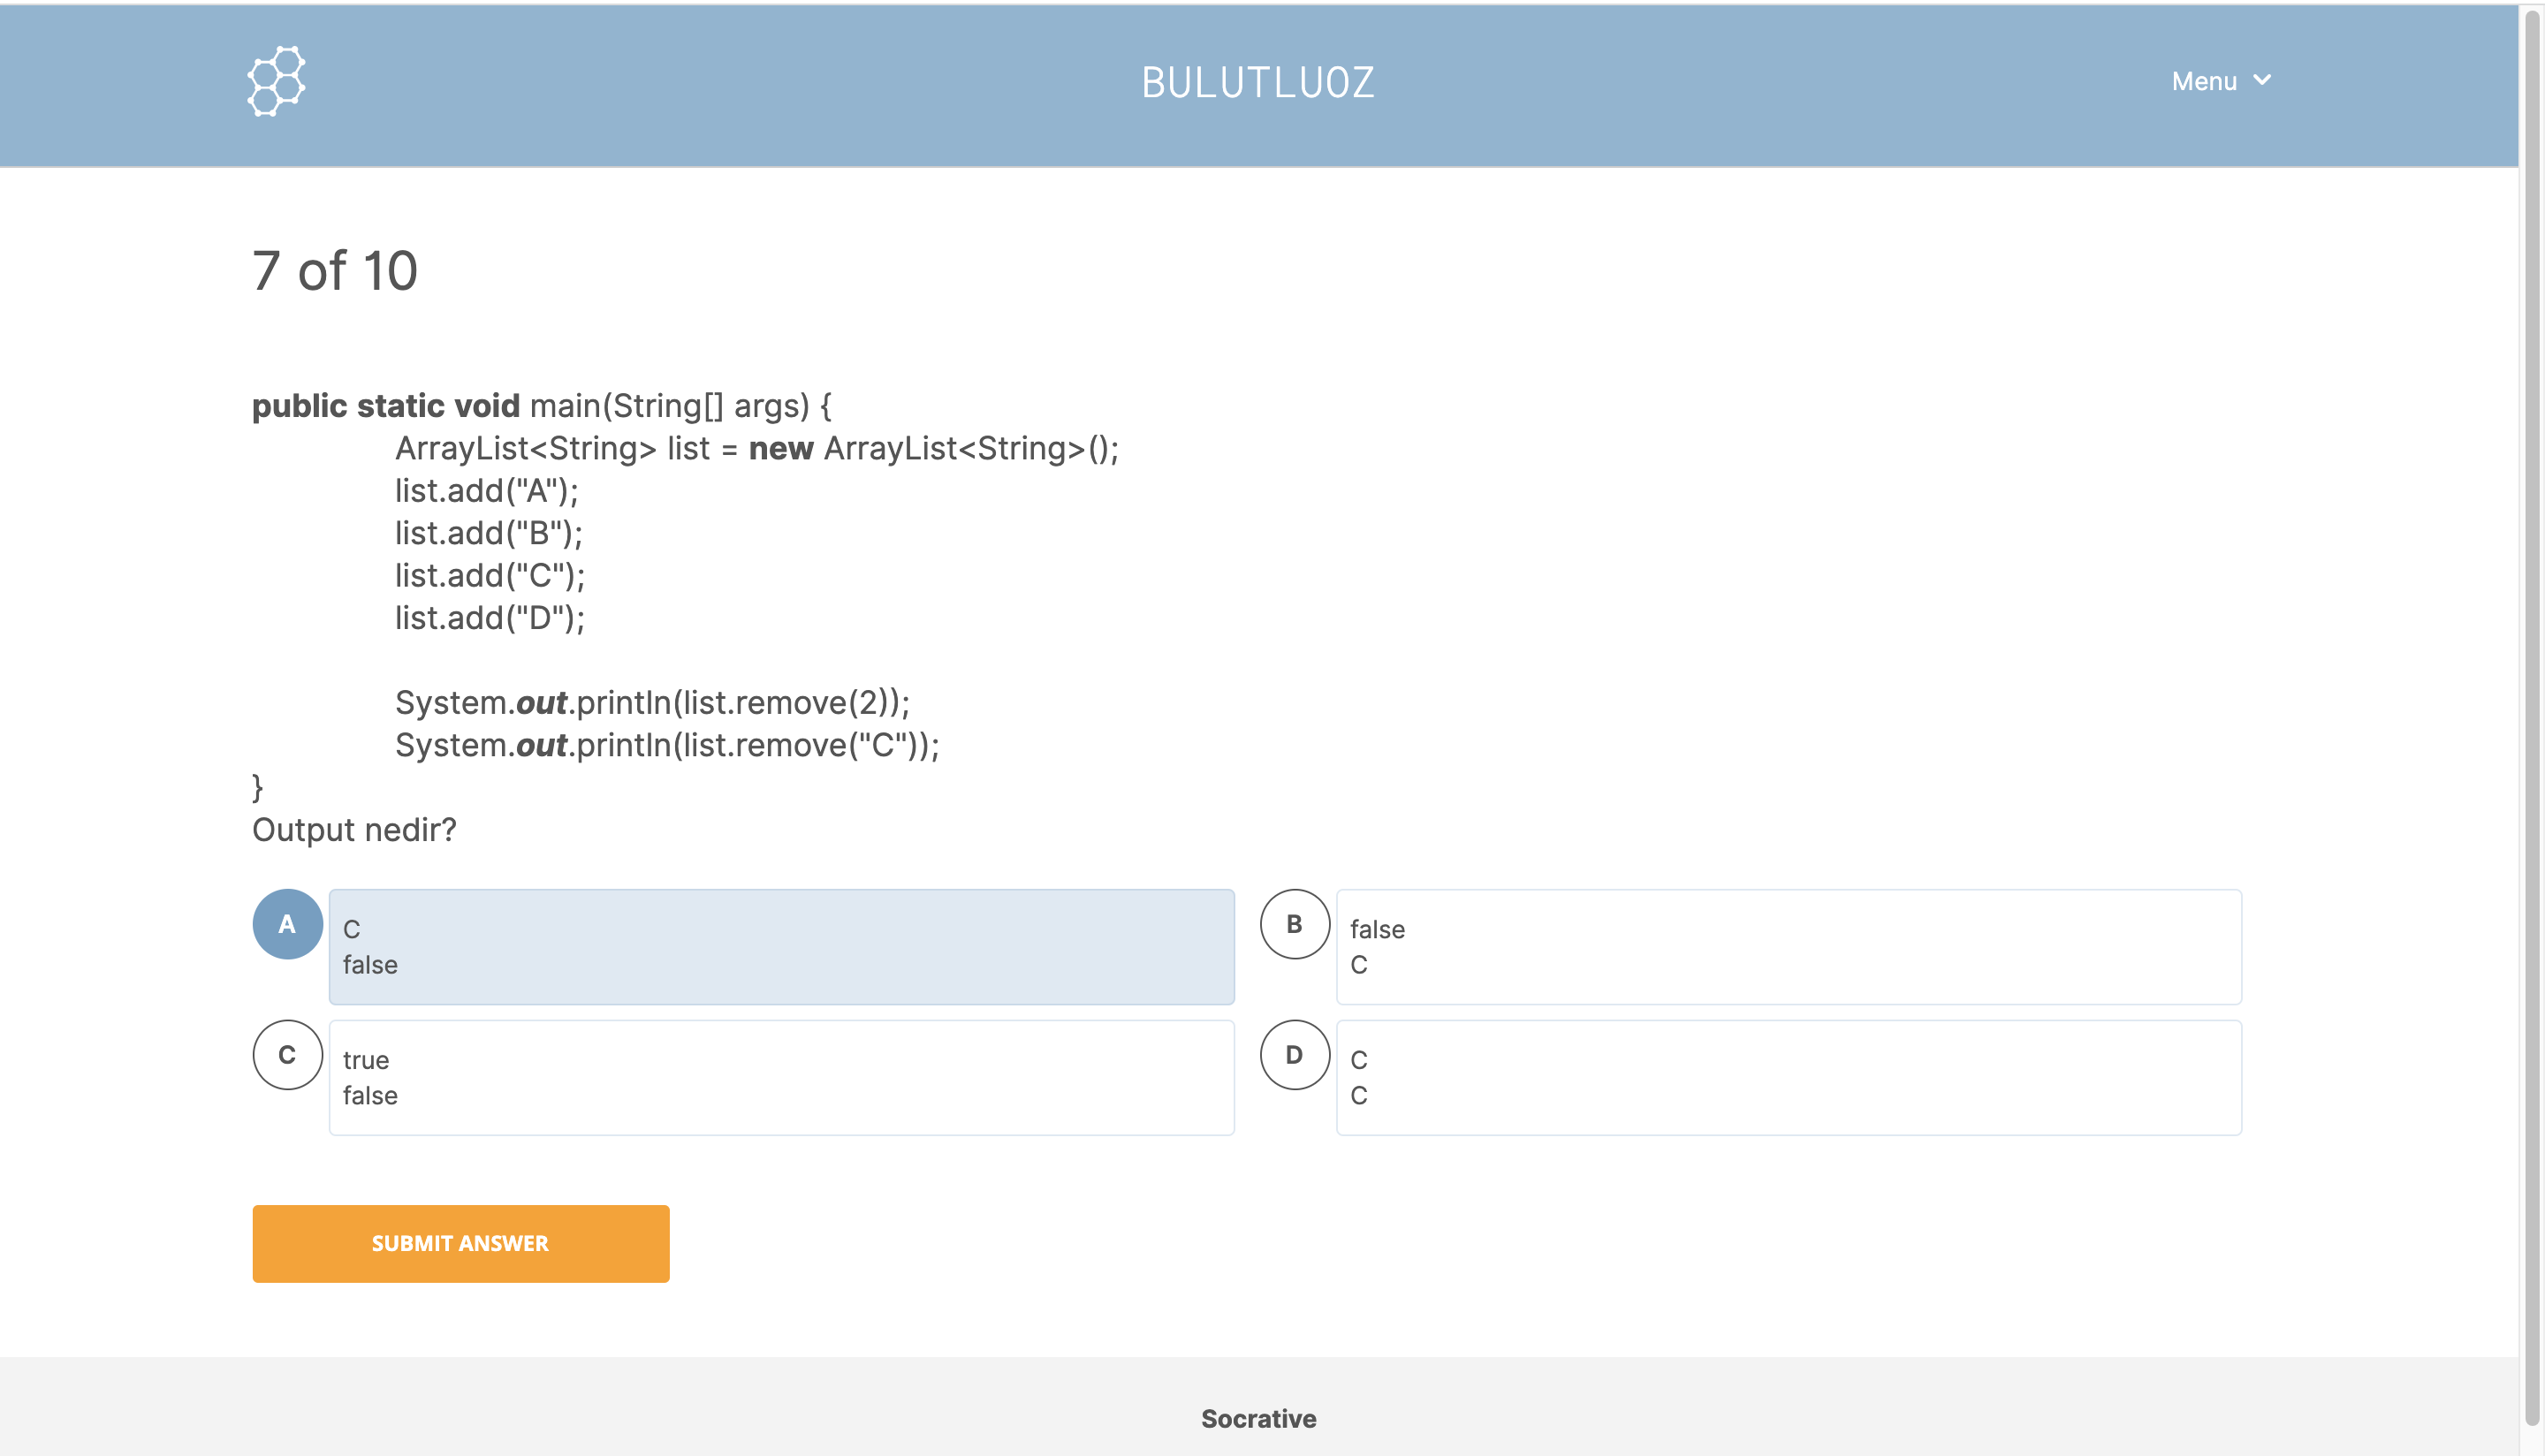 BULUTLUOZ
Menu
7 of 10
public static void main(String[] args) {
ArrayList<String> list = new ArrayList<String>();
list.add("A");
list.add("B");
list.add("C");
list.add("D");
System.out.println(list.remove(2));
System.out.println(list.remove("C"));
}
Output nedir?
A
C
false
B
false
C
C
true
false
D
C
C
SUBMIT ANSWER
Socrative